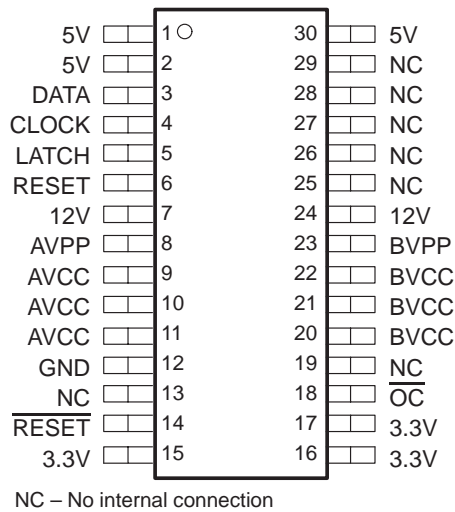 5V 1 30 5V
5V 2 29 NC
DATA 3 28 NC
CLOCK 4 27 NC
LATCH 5 26 NC
RESET 6 25 NC
12V 7 24 12V
AVPP 8 23 BVPP
AVCC 9 22 BVCC
AVCC 10 21 BVCC
AVCC 11 20 BVCC
GND 12 19 NC
NC 13 18 O̅C̅
R̅E̅S̅E̅T̅ 14 17 3.3V
3.3V 15 16 3.3V
NC – No internal connection